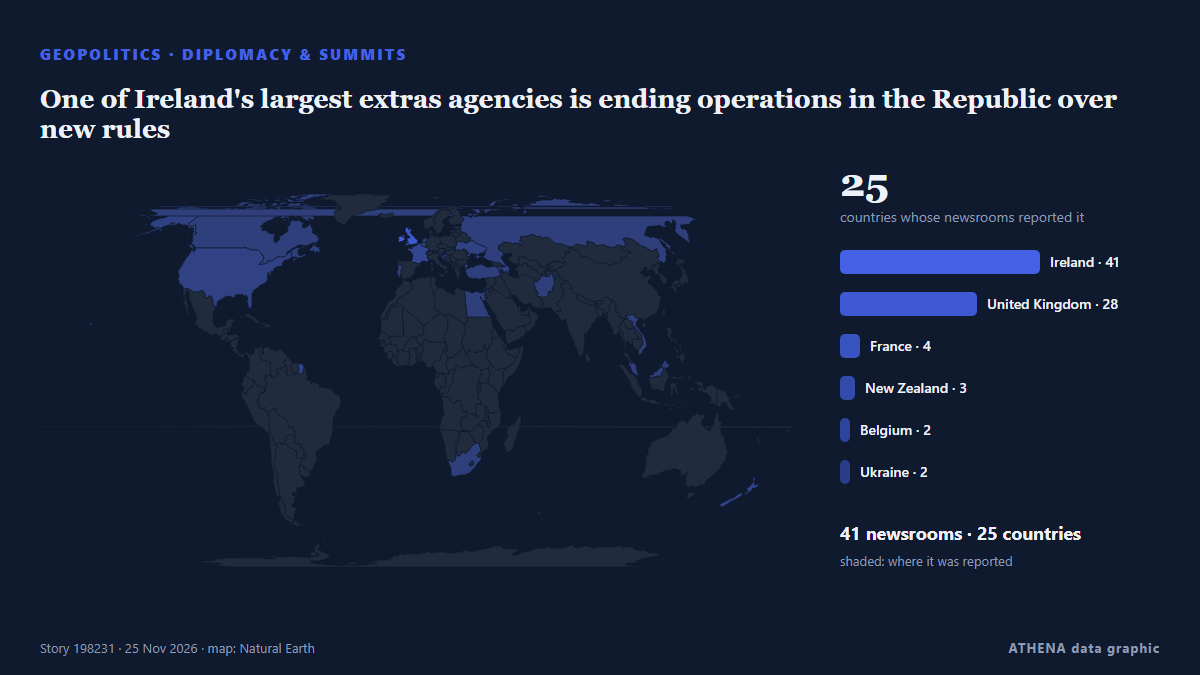 GEOPOLITICS · DIPLOMACY & SUMMITS
One of Ireland's largest extras agencies is ending operations in the Republic over
new rules
25
countries whose newsrooms reported it
Ireland · 41
United Kingdom · 28
France · 4
New Zealand · 3
Belgium · 2
Ukraine · 2
41 newsrooms · 25 countries
shaded: where it was reported
Story 198231 · 25 Nov 2026 · map: Natural Earth
ATHENA data graphic